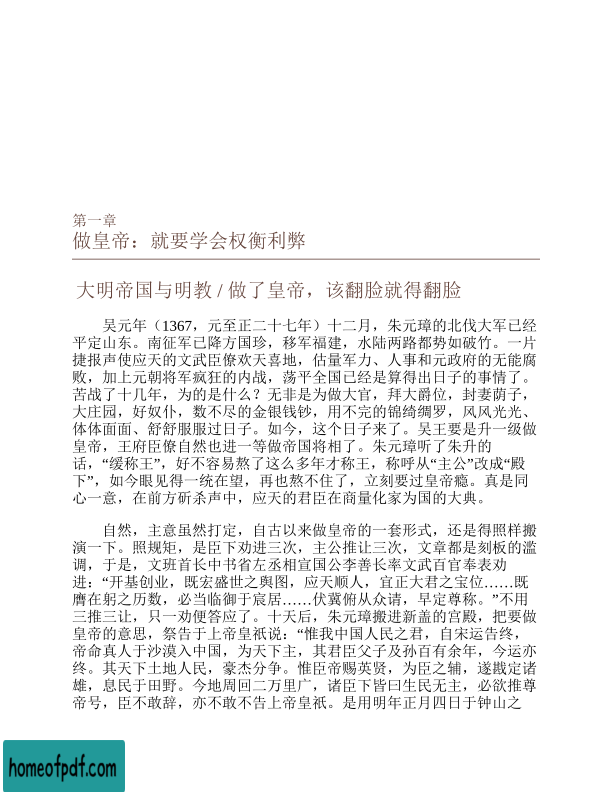 第一章
做皇帝：就要学会权衡利弊
大明帝国与明教 / 做了皇帝，该翻脸就得翻脸
吴元年（1367，元至正二十七年）十二月，朱元璋的北伐大军已经
平定山东。南征军已降方国珍，移军福建，水陆两路都势如破竹。一片
捷报声使应天的文武臣僚欢天喜地，估量军力、人事和元政府的无能腐
败，加上元朝将军疯狂的内战，荡平全国已经是算得出日子的事情了。
苦战了十几年，为的是什么？无非是为做大官，拜大爵位，封妻荫子，
大庄园，好奴仆，数不尽的金银钱钞，用不完的锦绮绸罗，风风光光、
体体面面、舒舒服服过日子。如今，这个日子来了。吴王要是升一级做
皇帝，王府臣僚自然也进一等做帝国将相了。朱元璋听了朱升的
话，“缓称王”，好不容易熬了这么多年才称王，称呼从“主公”改成“殿
下”，如今眼见得一统在望，再也熬不住了，立刻要过皇帝瘾。真是同
心一意，在前方斫杀声中，应天的君臣在商量化家为国的大典。
自然，主意虽然打定，自古以来做皇帝的一套形式，还是得照样搬
演一下。照规矩，是臣下劝进三次，主公推让三次，文章都是刻板的滥
调，于是，文班首长中书省左丞相宣国公李善长率文武百官奉表劝
进：“开基创业，既宏盛世之舆图，应天顺人，宜正大君之宝位……既
膺在躬之历数，必当临御于宸居……伏冀俯从众请，早定尊称。”不用
三推三让，只一劝便答应了。十天后，朱元璋搬进新盖的宫殿，把要做
皇帝的意思，祭告于上帝皇祇说：“惟我中国人民之君，自宋运告终，
帝命真人于沙漠入中国，为天下主，其君臣父子及孙百有余年，今运亦
终。其天下土地人民，豪杰分争。惟臣帝赐英贤，为臣之辅，遂戡定诸
雄，息民于田野。今地周回二万里广，诸臣下皆曰生民无主，必欲推尊
帝号，臣不敢辞，亦不敢不告上帝皇祇。是用明年正月四日于钟山之
homeofpdf.com